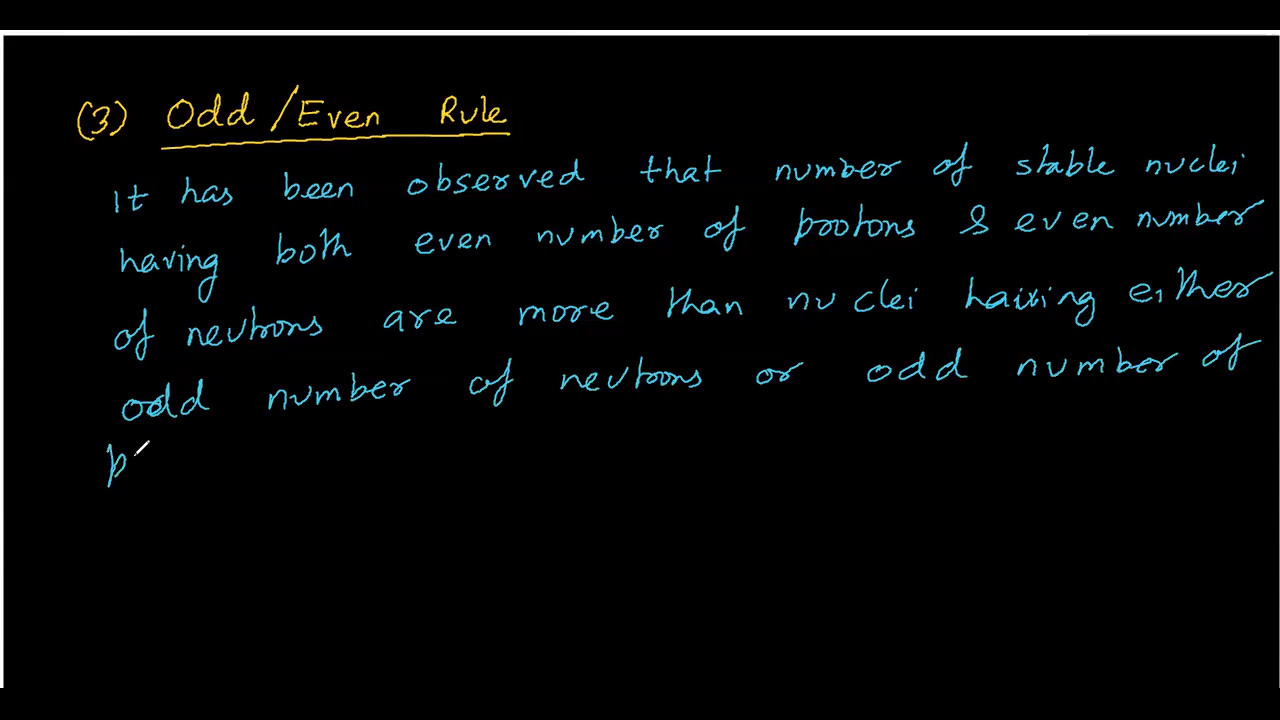 (3) Odd/Even Rule
It has been observed that number of stable nuclei
having both even number of protons & even number
of neutrons are more than nuclei having either
odd number of neutrons or odd number of
p